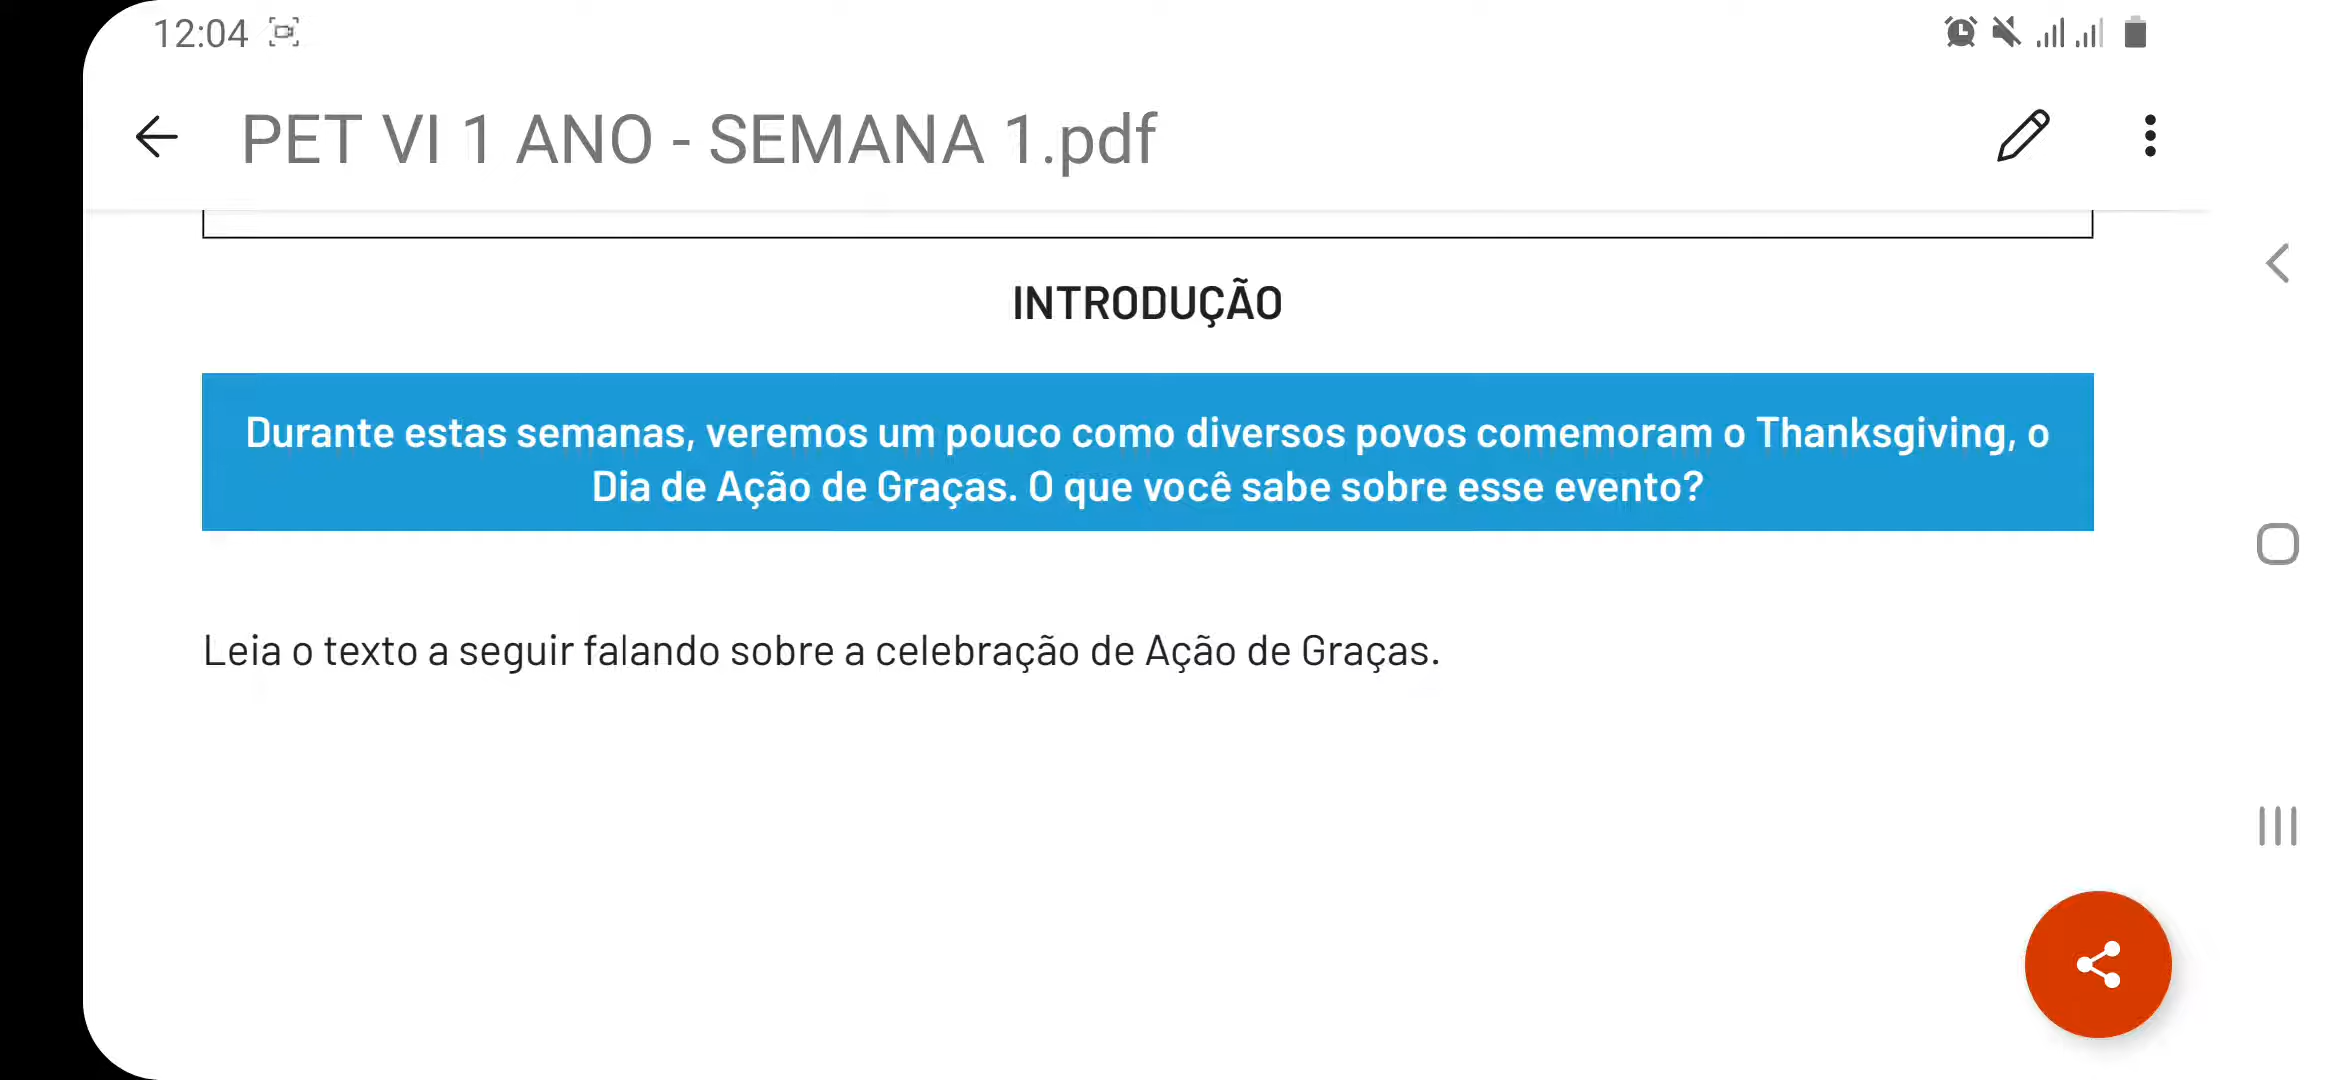 12:04
PET VI 1 ANO - SEMANA 1.pdf
INTRODUÇÃO
Durante estas semanas, veremos um pouco como diversos povos comemoram o Thanksgiving, o
Dia de Ação de Graças. O que você sabe sobre esse evento?
Leia o texto a seguir falando sobre a celebração de Ação de Graças.